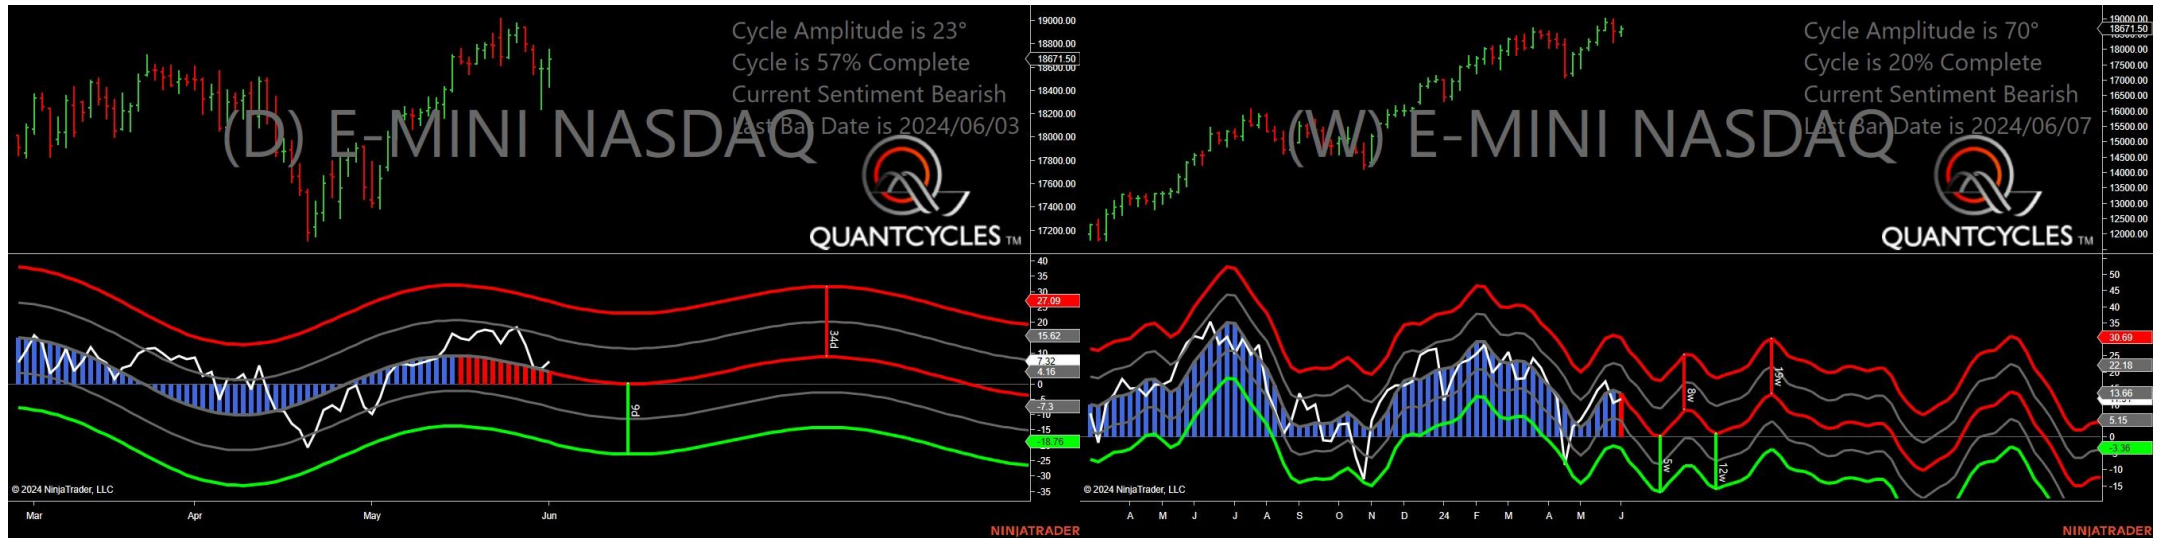 Cycle Amplitude is 23°
Cycle is 57% Complete
Current Sentiment Bearish
Last Bar Date is 2024/06/03
(D) E-MINI NASDAQ
QUANTCYCLES TM
19000.00
18800.00
18671.50
18600.00
18400.00
18200.00
18000.00
17800.00
17600.00
17400.00
17200.00
40
35
30
27.09
25
20
15.62
10
7.32
4.16
0
-5
-7.3
-10
-15
-18.76
-25
-30
-35
34d
9d
© 2024 NinjaTrader, LLC
Mar Apr May Jun
NINJATRADER
Cycle Amplitude is 70°
Cycle is 20% Complete
Current Sentiment Bearish
Last Bar Date is 2024/06/07
(W) E-MINI NASDAQ
QUANTCYCLES TM
19000.00
18671.50
18000.00
17500.00
17000.00
16500.00
16000.00
15500.00
15000.00
14500.00
14000.00
13500.00
13000.00
12500.00
12000.00
50
45
40
35
30.69
25
22.18
20
13.66
10
5.15
0
-3.36
-10
-15
8w
19w
5w
12w
© 2024 NinjaTrader, LLC
A M J J A S O N D 24 F M A M J
NINJATRADER